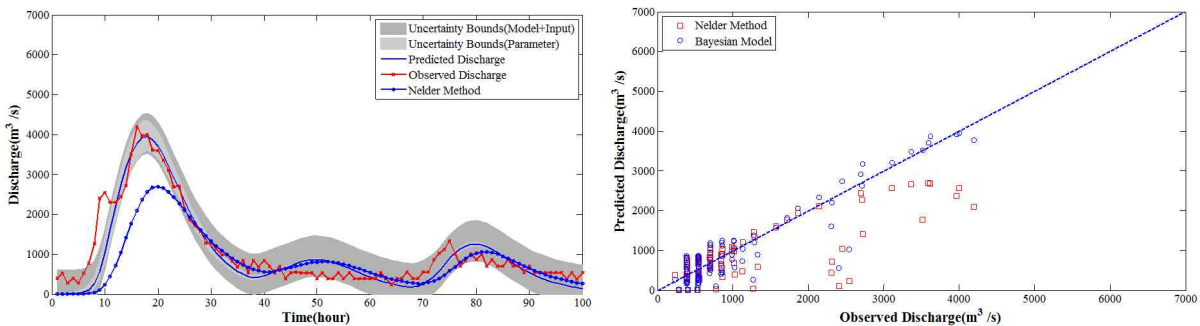 7000
6000
5000
4000
3000
2000
1000
0
Discharge(m³ /s)
0 10 20 30 40 50 60 70 80 90 100
Time(hour)
Uncertainty Bounds(Model+Input)
Uncertainty Bounds(Parameter)
Predicted Discharge
Observed Discharge
Nelder Method
7000
6000
5000
4000
3000
2000
1000
0
Predicted Discharge(m³ /s)
0 1000 2000 3000 4000 5000 6000 7000
Observed Discharge(m³ /s)
Nelder Method
Bayesian Model